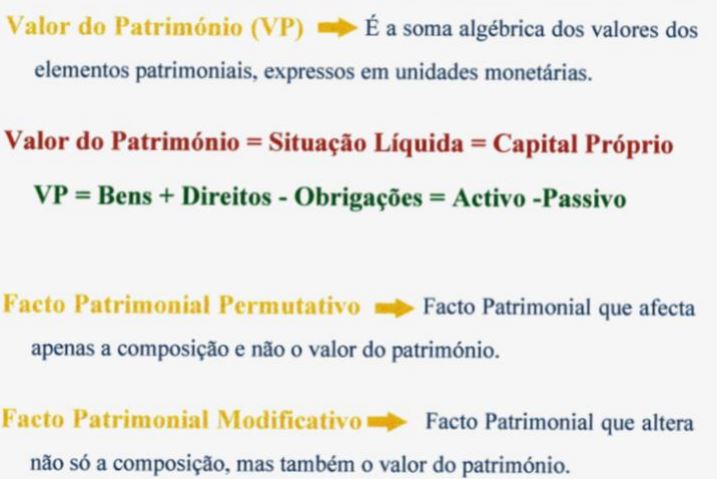 Valor do Património (VP) É a soma algébrica dos valores dos
elementos patrimoniais, expressos em unidades monetárias.
Valor do Património = Situação Líquida = Capital Próprio
VP = Bens + Direitos - Obrigações = Activo -Passivo
Facto Patrimonial Permutativo Facto Patrimonial que afecta
apenas a composição e não o valor do património.
Facto Patrimonial Modificativo Facto Patrimonial que altera
não só a composição, mas também o valor do património.